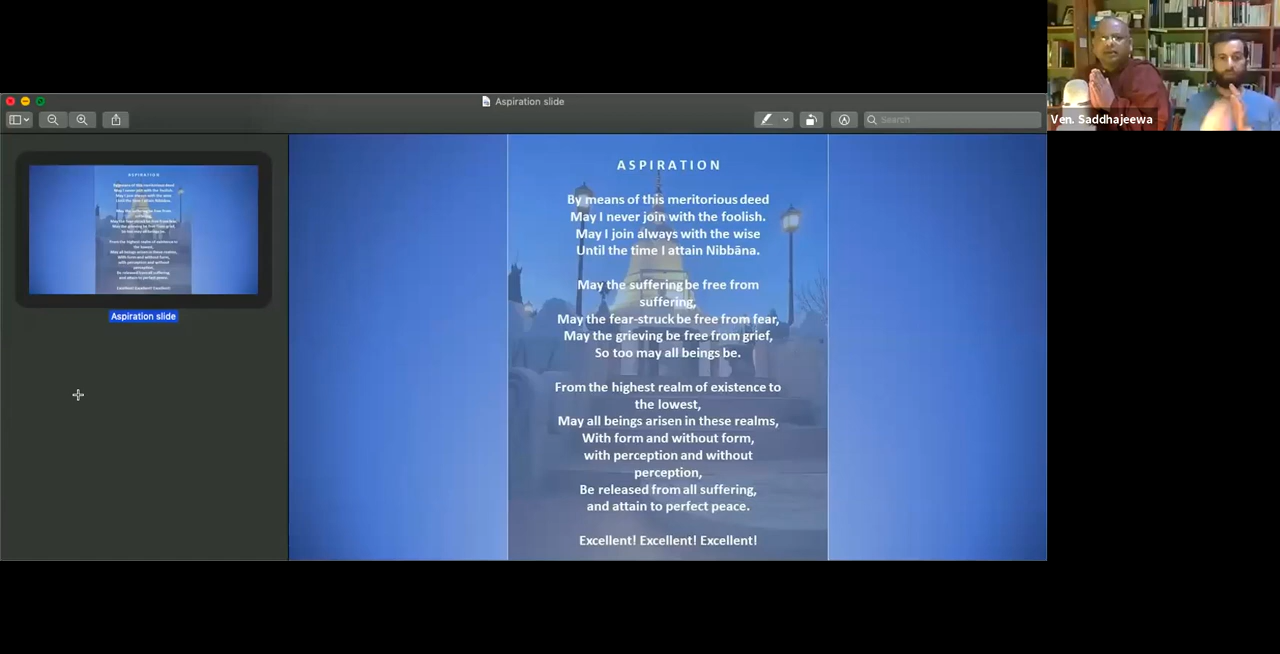 Aspiration slide
Search
Ven. Saddhajeewa
Aspiration slide
ASPIRATION
By means of this meritorious deed
May I never join with the foolish.
May I join always with the wise
Until the time I attain Nibbāna.
May the suffering be free from
suffering,
May the fear-struck be free from fear,
May the grieving be free from grief,
So too may all beings be.
From the highest realm of existence to
the lowest,
May all beings arisen in these realms,
With form and without form,
with perception and without
perception,
Be released from all suffering,
and attain to perfect peace.
Excellent! Excellent! Excellent!